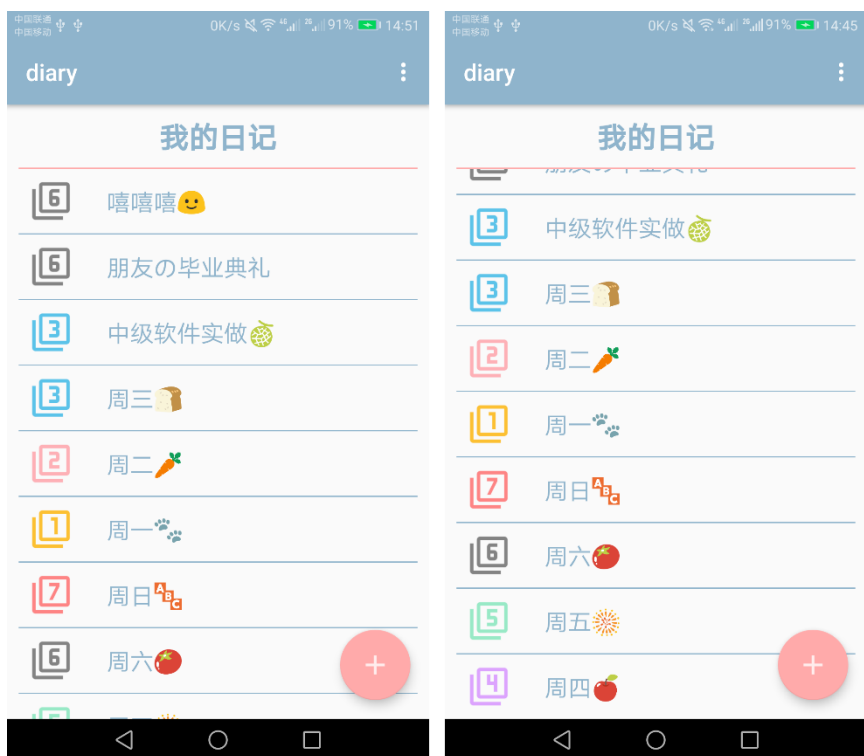 中国联通
中国移动
0K/s 4G 2G 91% 14:51
diary
我的日记
6 嘻嘻嘻🙂
6 朋友の毕业典礼
3 中级软件实做🍈
3 周三🍞
2 周二🥕
1 周一🐾
7 周日🔠
6 周六🍅
+
中国联通
中国移动
0K/s 4G 2G 91% 14:45
diary
我的日记
3 中级软件实做🍈
3 周三🍞
2 周二🥕
1 周一🐾
7 周日🔠
6 周六🍅
5 周五🎆
4 周四🍎
+